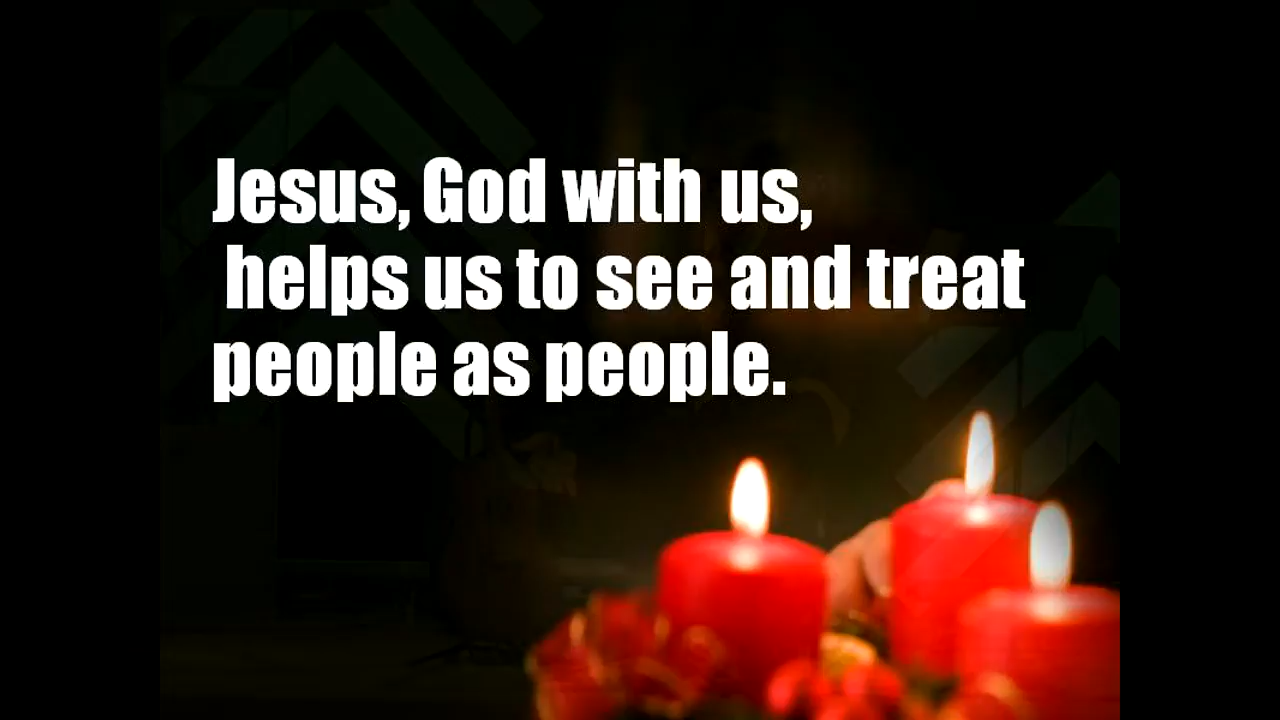 Jesus, God with us,
helps us to see and treat
people as people.